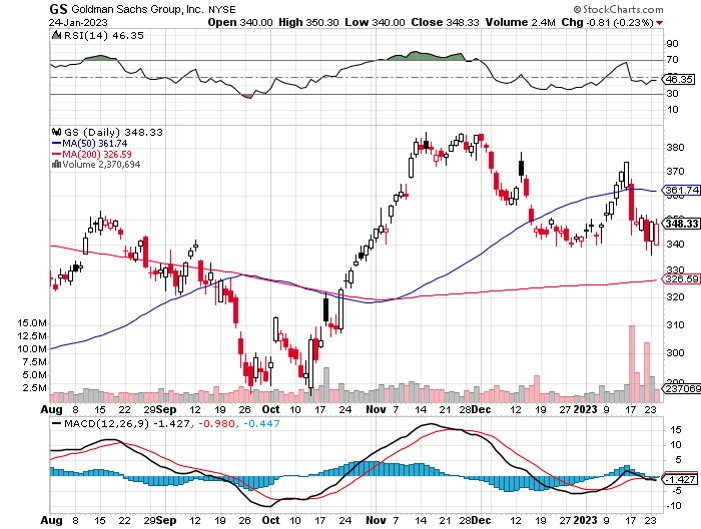 GS Goldman Sachs Group, Inc. NYSE © StockCharts.com
24-Jan-2023 Open 340.00 High 350.30 Low 340.00 Close 348.33 Volume 2.4M Chg -0.81 (-0.23%)
RSI(14) 46.35
90
70
46.35
30
10
GS (Daily) 348.33
MA(50) 361.74
MA(200) 326.59
Volume 2,370,694
380
370
361.74
348.33
340
330
326.59
320
310
300
237069
15.0M
12.5M
10.0M
7.5M
5.0M
2.5M
Aug 8 15 22 29 Sep 12 19 26 Oct 10 17 24 Nov 7 14 21 28 Dec 12 19 27 2023 9 17 23
MACD(12,26,9) -1.427, -0.980, -0.447
15
10
5
-1.427
-5
-10
Aug 8 15 22 29 Sep 12 19 26 Oct 10 17 24 Nov 7 14 21 28 Dec 12 19 27 2023 9 17 23